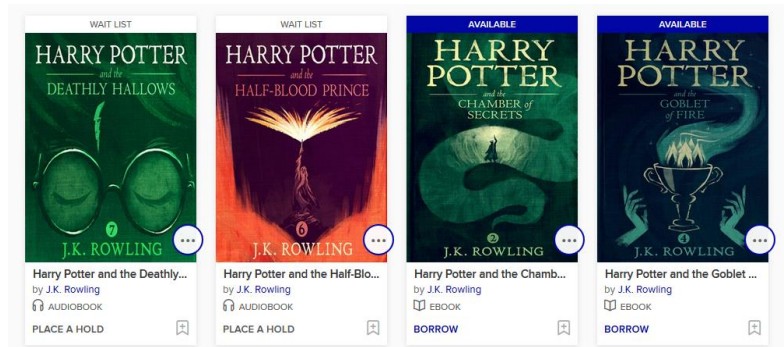 WAIT LIST
HARRY POTTER
and the
DEATHLY HALLOWS
7
J.K. ROWLING
Harry Potter and the Deathly...
by J.K. Rowling
AUDIOBOOK
PLACE A HOLD
WAIT LIST
HARRY POTTER
and the
HALF-BLOOD PRINCE
6
J.K. ROWLING
Harry Potter and the Half-Blo...
by J.K. Rowling
AUDIOBOOK
PLACE A HOLD
AVAILABLE
HARRY
POTTER
and the
CHAMBER of
SECRETS
2
J.K. ROWLING
Harry Potter and the Chamb...
by J.K. Rowling
EBOOK
BORROW
AVAILABLE
HARRY
POTTER
and the
GOBLET
of FIRE
4
J.K. ROWLING
Harry Potter and the Goblet ...
by J.K. Rowling
EBOOK
BORROW